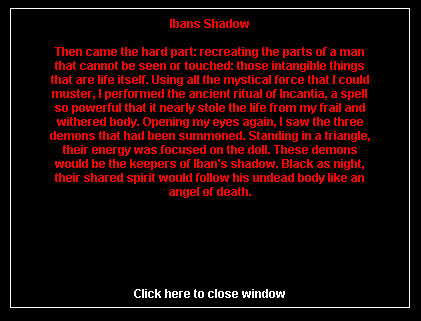 Ibans Shadow
Then came the hard part: recreating the parts of a man
that cannot be seen or touched: those intangible things
that are life itself. Using all the mystical force that I could
muster, I performed the ancient ritual of Incantia, a spell
so powerful that it nearly stole the life from my frail and
withered body. Opening my eyes again, I saw the three
demons that had been summoned. Standing in a triangle,
their energy was focused on the doll. These demons
would be the keepers of Iban's shadow. Black as night,
their shared spirit would follow his undead body like an
angel of death.
Click here to close window